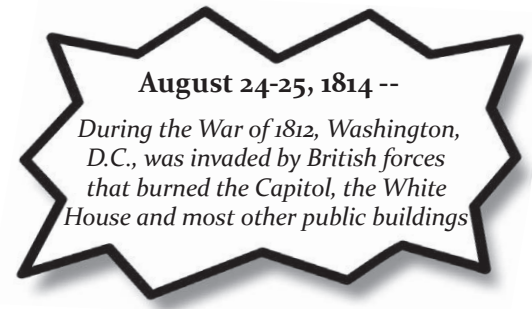 August 24-25, 1814 --
During the War of 1812, Washington,
D.C., was invaded by British forces
that burned the Capitol, the White
House and most other public buildings